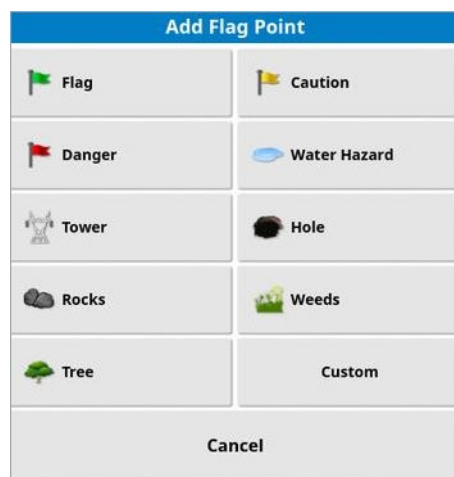 Add Flag Point
Flag
Caution
Danger
Water Hazard
Tower
Hole
Rocks
Weeds
Tree
Custom
Cancel